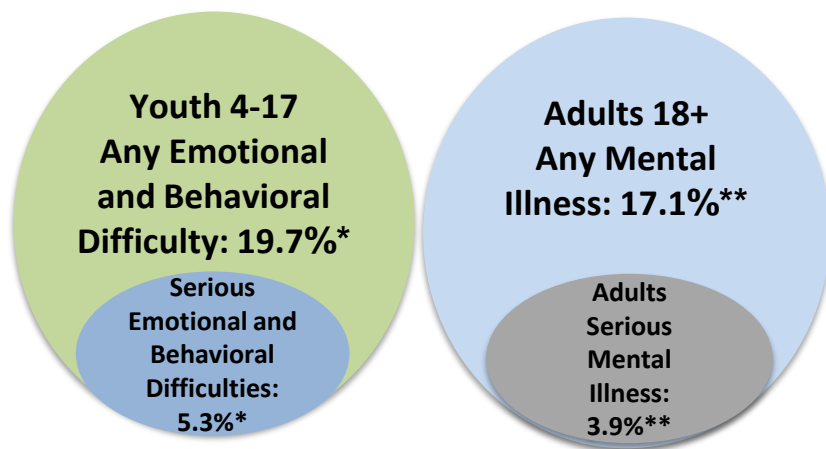 Youth 4-17
Any Emotional
and Behavioral
Difficulty: 19.7%*
Serious
Emotional and
Behavioral
Difficulties:
5.3%*
Adults 18+
Any Mental
Illness: 17.1%**
Adults
Serious
Mental
Illness:
3.9%**